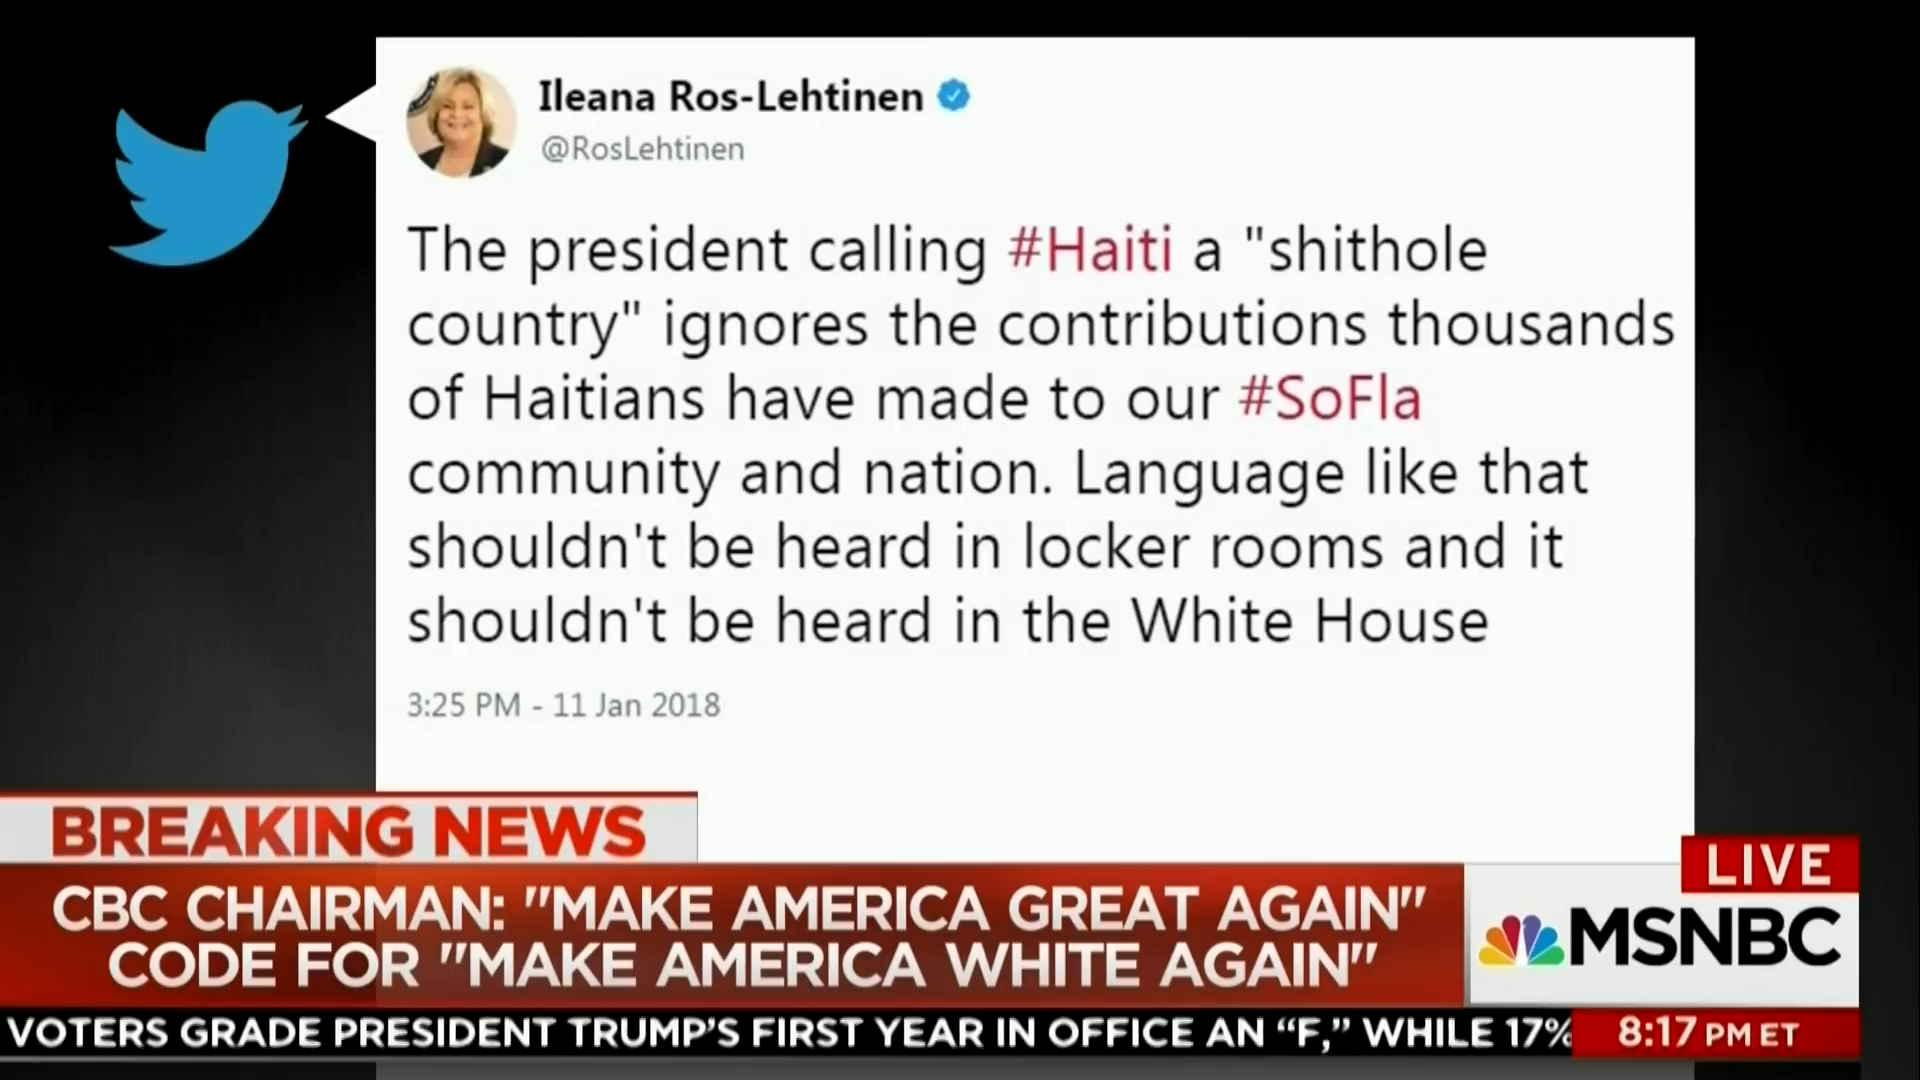 Ileana Ros-Lehtinen
@RosLehtinen
The president calling #Haiti a "shithole
country" ignores the contributions thousands
of Haitians have made to our #SoFla
community and nation. Language like that
shouldn't be heard in locker rooms and it
shouldn't be heard in the White House
3:25 PM - 11 Jan 2018
BREAKING NEWS
CBC CHAIRMAN: "MAKE AMERICA GREAT AGAIN"
CODE FOR "MAKE AMERICA WHITE AGAIN"
LIVE
MSNBC
VOTERS GRADE PRESIDENT TRUMP'S FIRST YEAR IN OFFICE AN “F,” WHILE 17%
8:17 PM ET